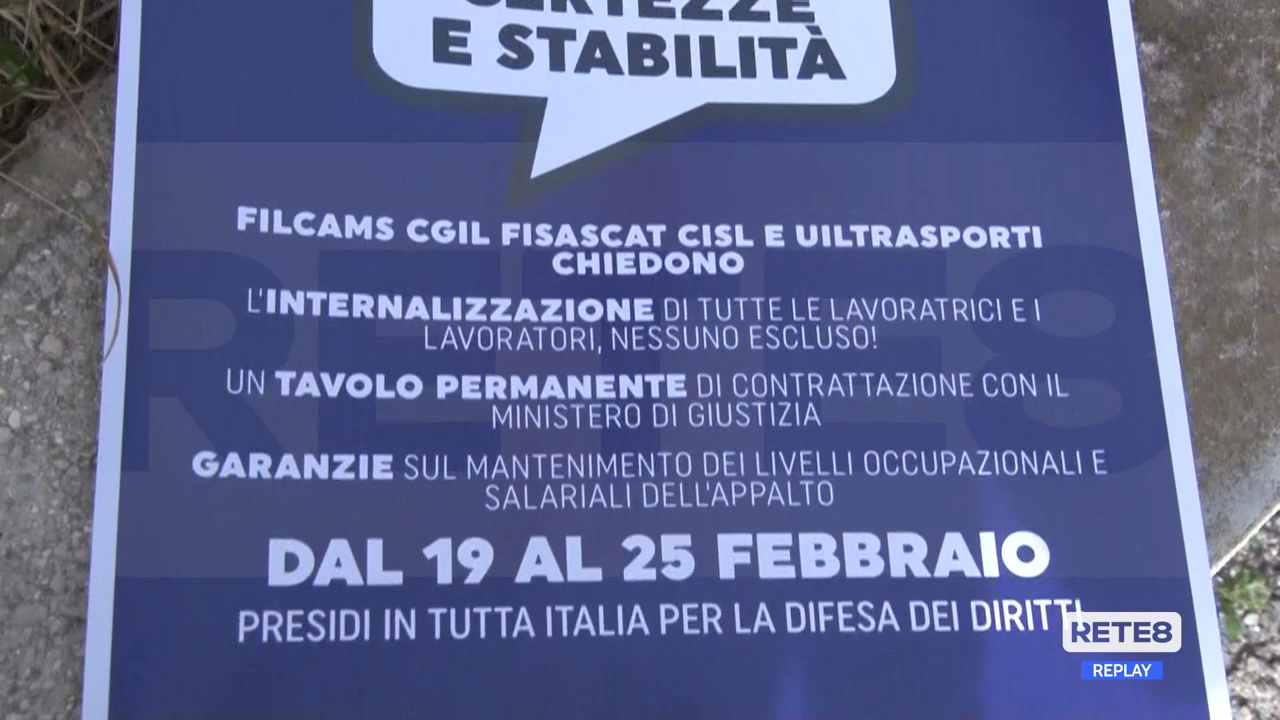 CERTEZZE
E STABILITÀ
FILCAMS CGIL FISASCAT CISL E UILTRASPORTI
CHIEDONO
L'INTERNALIZZAZIONE DI TUTTE LE LAVORATRICI E I
LAVORATORI, NESSUNO ESCLUSO!
UN TAVOLO PERMANENTE DI CONTRATTAZIONE CON IL
MINISTERO DI GIUSTIZIA
GARANZIE SUL MANTENIMENTO DEI LIVELLI OCCUPAZIONALI E
SALARIALI DELL'APPALTO
DAL 19 AL 25 FEBBRAIO
PRESIDI IN TUTTA ITALIA PER LA DIFESA DEI DIRITTI
RETE8
REPLAY
RETE8